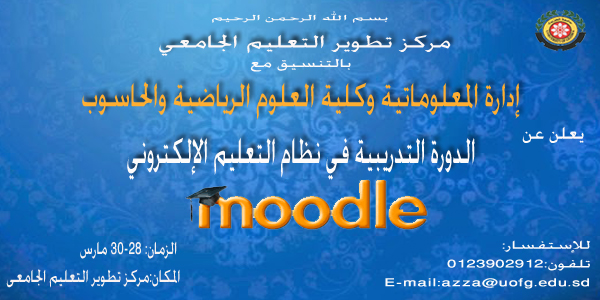 بسم الله الرحمن الرحيم
مركز تطوير التعليم الجامعي
بالتنسيق مع
إدارة المعلوماتية وكلية العلوم الرياضية والحاسوب
يعلن عن
الدورة التدريبية في نظام التعليم الإلكتروني
moodle
الزمان: 28-30 مارس
المكان:مركز تطوير التعليم الجامعي
للإستفسار:
تلفون:0123902912
E-mail:azza@uofg.edu.sd